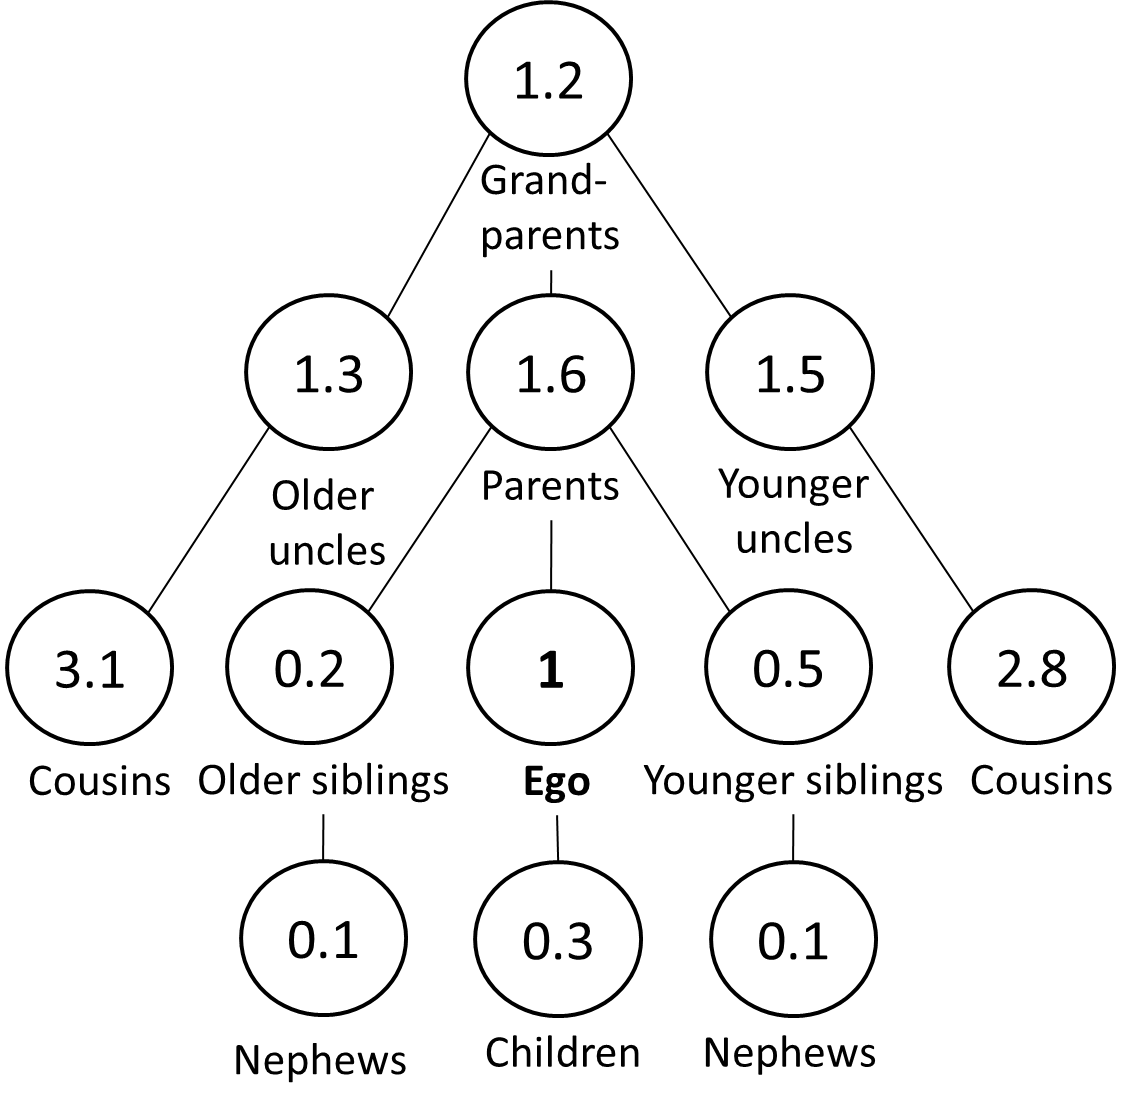 1.2
Grand-
parents
1.3
1.6
1.5
Older
uncles
Parents
Younger
uncles
3.1
0.2
1
0.5
2.8
Cousins
Older siblings
Ego
Younger siblings
Cousins
0.1
0.3
0.1
Nephews
Children
Nephews